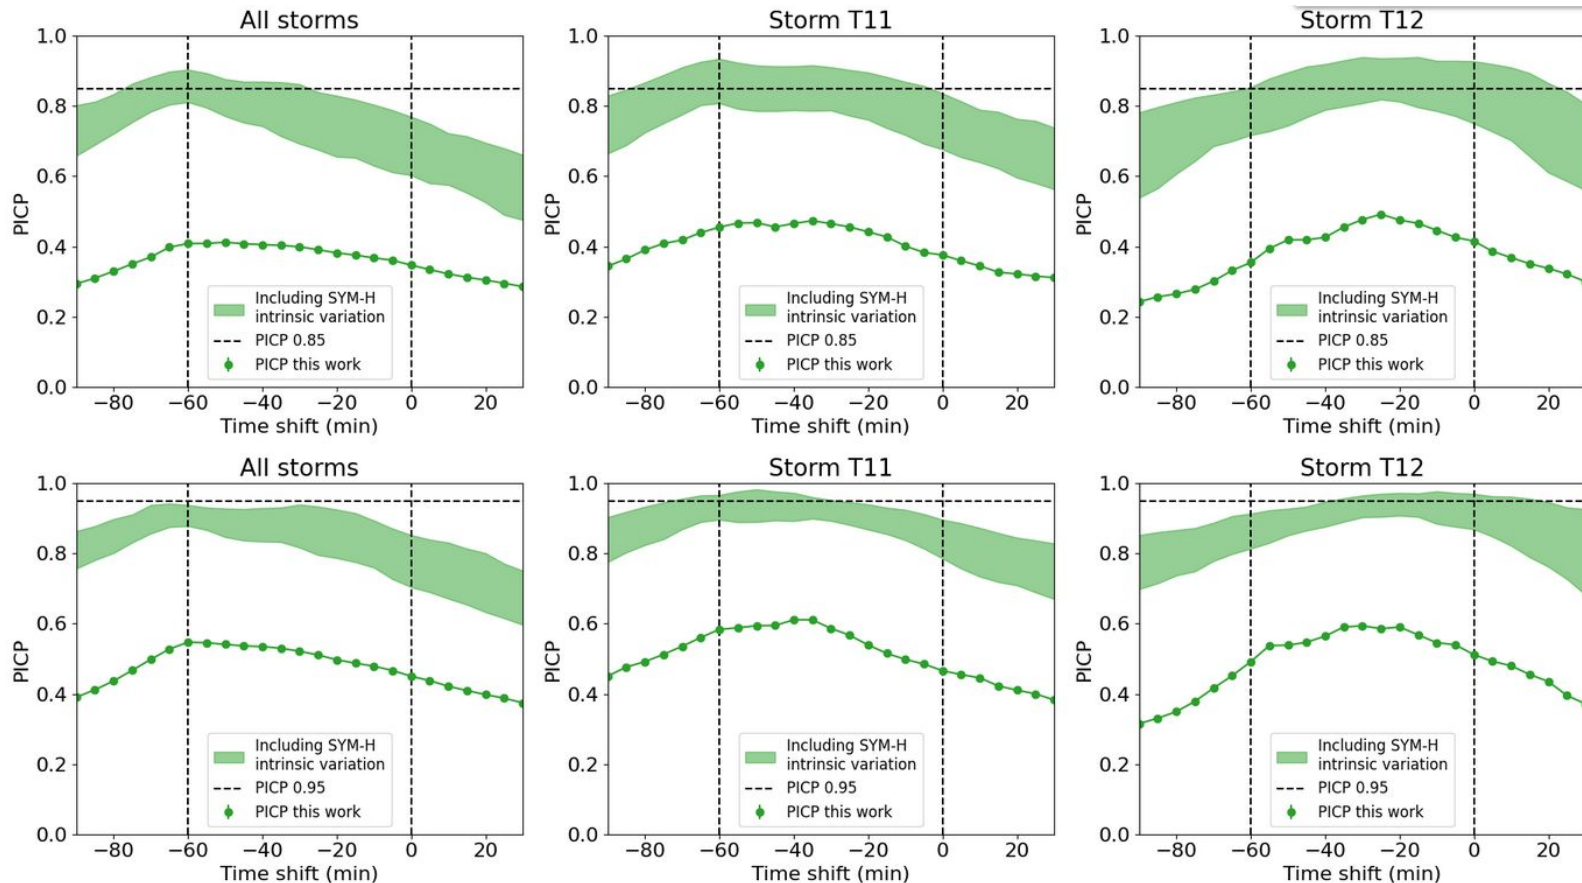 All storms
Storm T11
Storm T12
1.0
0.8
0.6
0.4
0.2
0.0
PICP
Including SYM-H
intrinsic variation
PICP 0.85
PICP this work
−80 −60 −40 −20 0 20
Time shift (min)
1.0
0.8
0.6
0.4
0.2
0.0
PICP
Including SYM-H
intrinsic variation
PICP 0.85
PICP this work
−80 −60 −40 −20 0 20
Time shift (min)
1.0
0.8
0.6
0.4
0.2
0.0
PICP
Including SYM-H
intrinsic variation
PICP 0.85
PICP this work
−80 −60 −40 −20 0 20
Time shift (min)
All storms
Storm T11
Storm T12
1.0
0.8
0.6
0.4
0.2
0.0
PICP
Including SYM-H
intrinsic variation
PICP 0.95
PICP this work
−80 −60 −40 −20 0 20
Time shift (min)
1.0
0.8
0.6
0.4
0.2
0.0
PICP
Including SYM-H
intrinsic variation
PICP 0.95
PICP this work
−80 −60 −40 −20 0 20
Time shift (min)
1.0
0.8
0.6
0.4
0.2
0.0
PICP
Including SYM-H
intrinsic variation
PICP 0.95
PICP this work
−80 −60 −40 −20 0 20
Time shift (min)